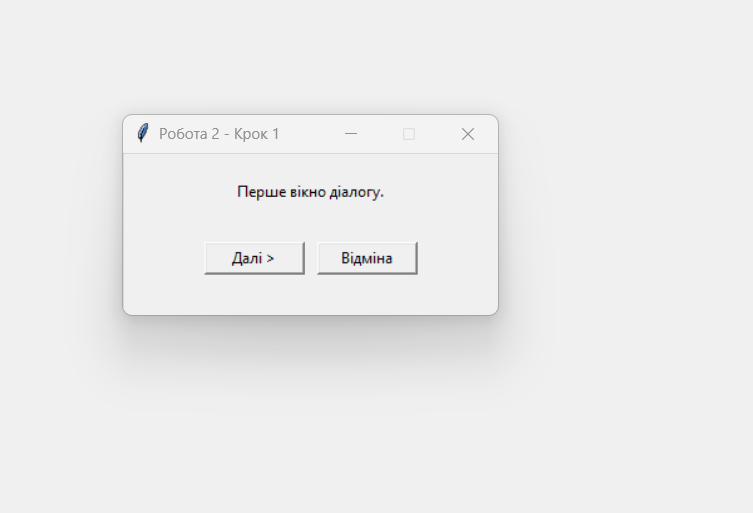 Робота 2 - Крок 1
Перше вікно діалогу.
Далі > Відміна